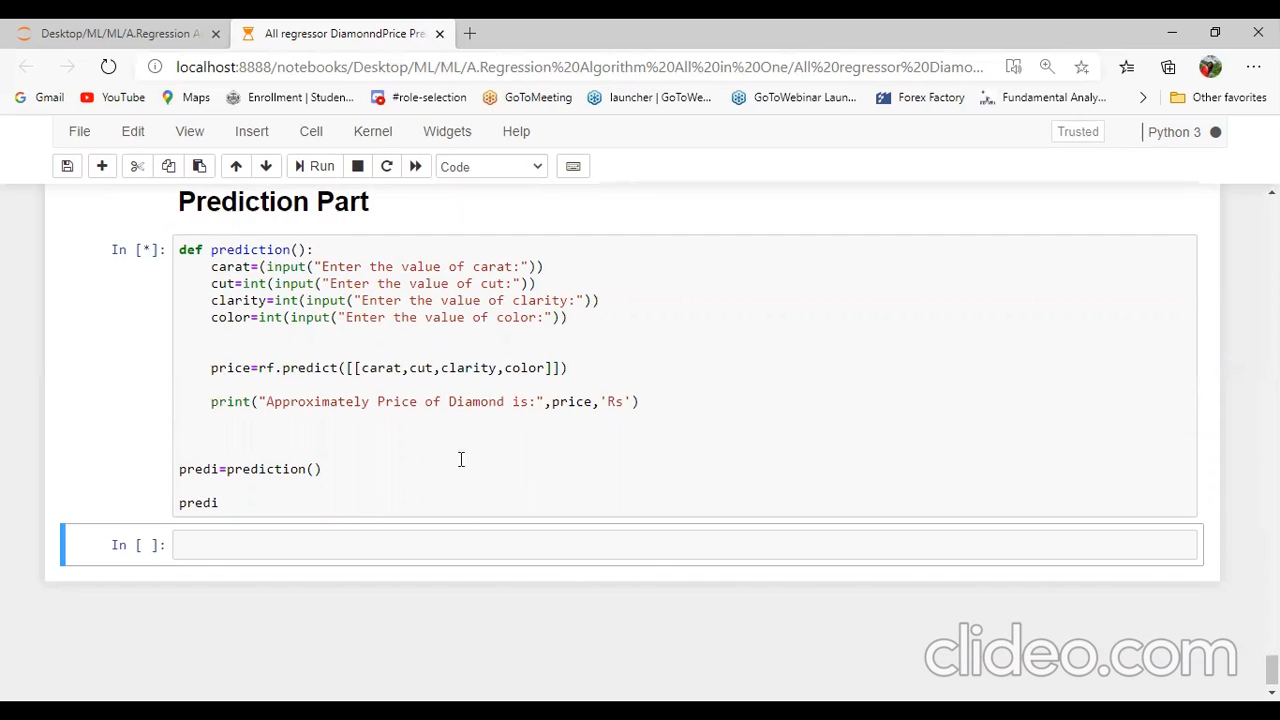 Desktop/ML/ML/A.Regression A
All regressor DiamonndPrice Pre
localhost:8888/notebooks/Desktop/ML/ML/A.Regression%20Algorithm%20All%20in%20One/All%20regressor%20Diamo...
Gmail YouTube Maps Enrollment | Studen... #role-selection GoToMeeting launcher | GoToWe... GoToWebinar Laun... Forex Factory Fundamental Analy... Other favorites
File Edit View Insert Cell Kernel Widgets Help Trusted Python 3
Run Code
Prediction Part
In [*]: def prediction():
    carat=(input("Enter the value of carat:"))
    cut=int(input("Enter the value of cut:"))
    clarity=int(input("Enter the value of clarity:"))
    color=int(input("Enter the value of color:"))
    price=rf.predict([[carat,cut,clarity,color]])
    print("Approximately Price of Diamond is:",price,'Rs')
predi=prediction()
predi
In [ ]:
clideo.com